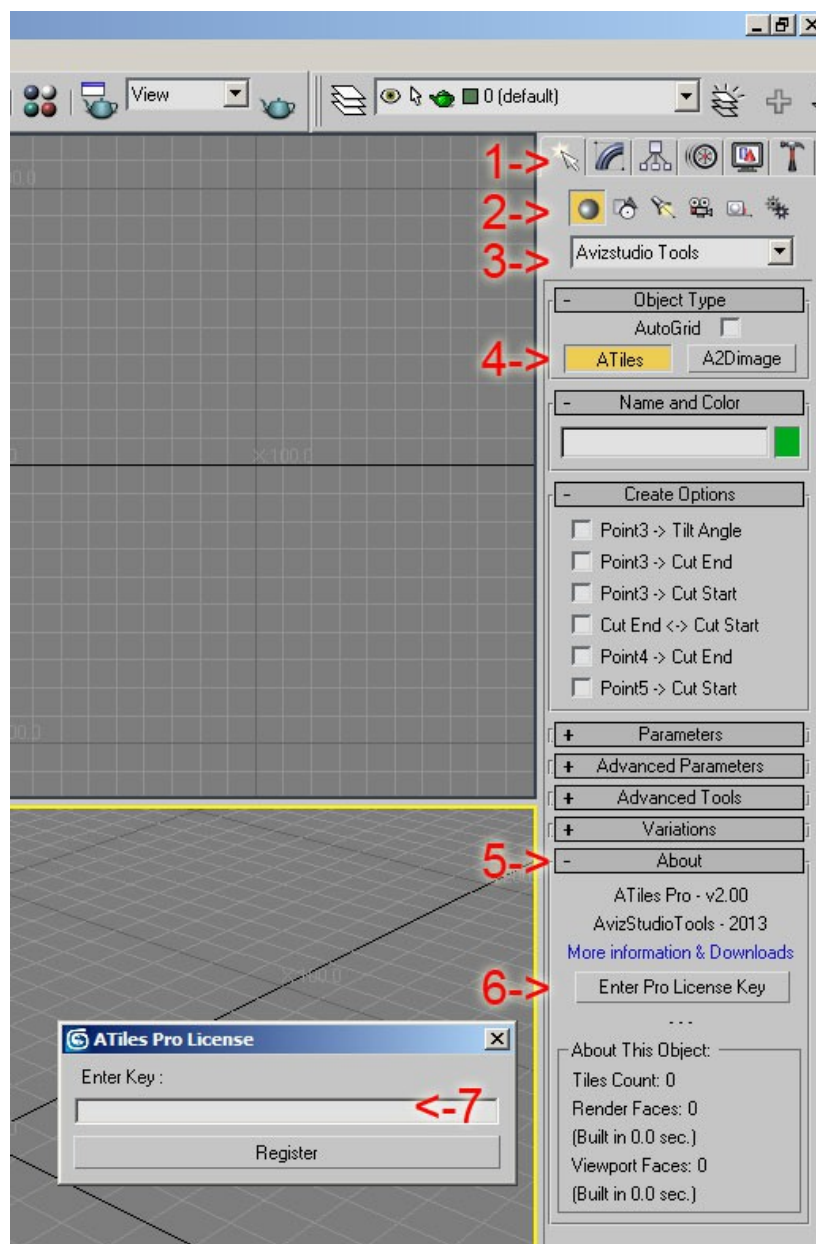 View
0 (default)
1->
2->
3->
Avizstudio Tools
- Object Type
AutoGrid
4->
ATiles
A2Dimage
- Name and Color
X:100.0
- Create Options
Point3 -> Tilt Angle
Point3 -> Cut End
Point3 -> Cut Start
Cut End <-> Cut Start
Point4 -> Cut End
Point5 -> Cut Start
+ Parameters
+ Advanced Parameters
+ Advanced Tools
+ Variations
5->
- About
ATiles Pro - v2.00
AvizStudioTools - 2013
More information & Downloads
6->
Enter Pro License Key
- - -
About This Object:
Tiles Count: 0
Render Faces: 0
(Built in 0.0 sec.)
Viewport Faces: 0
(Built in 0.0 sec.)
ATiles Pro License
Enter Key :
<-7
Register